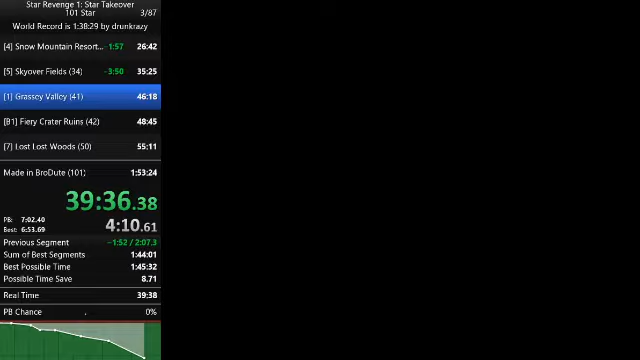 Star Revenge 1: Star Takeover
101 Star 3/87
World Record is 1:38:29 by drunkrazy
[4] Snow Mountain Resort... -1:57 26:42
[5] Skyover Fields (34) -3:50 35:25
[1] Grassey Valley (41) 46:18
[B1] Fiery Crater Ruins (42) 48:45
[7] Lost Lost Woods (50) 55:11
Made in BroDute (101) 1:53:24
39:36.38
PB: 7:02.40 4:10.61
Best: 6:53.69
Previous Segment -1:52 / 2:07.3
Sum of Best Segments 1:44:01
Best Possible Time 1:45:32
Possible Time Save 8.71
Real Time 39:38
PB Chance 0%